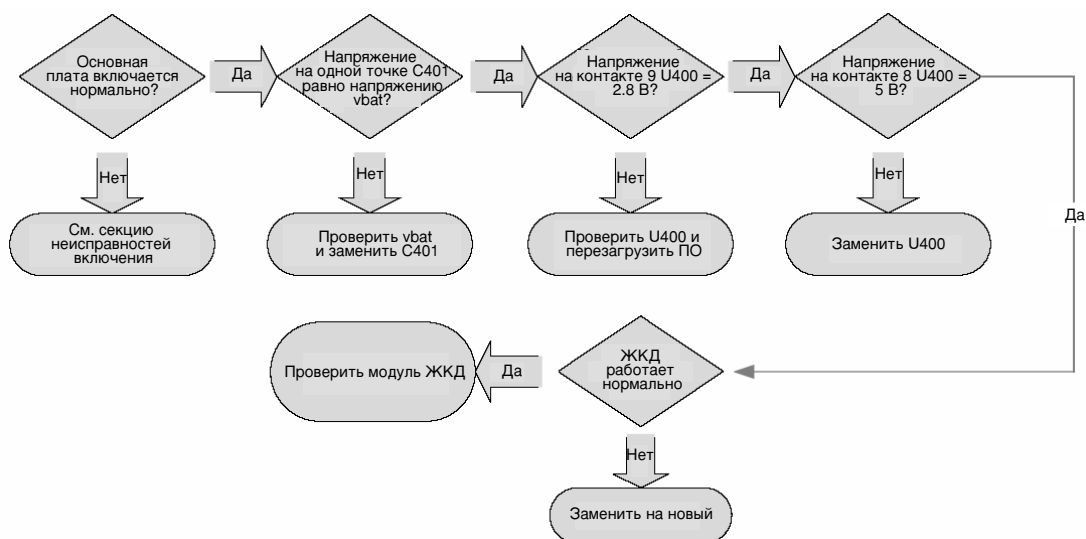 Основная
плата включается
нормально?
Да
Напряжение
на одной точке C401
равно напряжению
vbat?
Да
Напряжение
на контакте 9 U400 =
2.8 В?
Да
Напряжение
на контакте 8 U400 =
5 В?
Нет
Нет
Нет
Нет
Да
См. секцию
неисправностей
включения
Проверить vbat
и заменить C401
Проверить U400 и
перезагрузить ПО
Заменить U400
Проверить модуль ЖКД
Да
ЖКД
работает
нормально
Нет
Заменить на новый